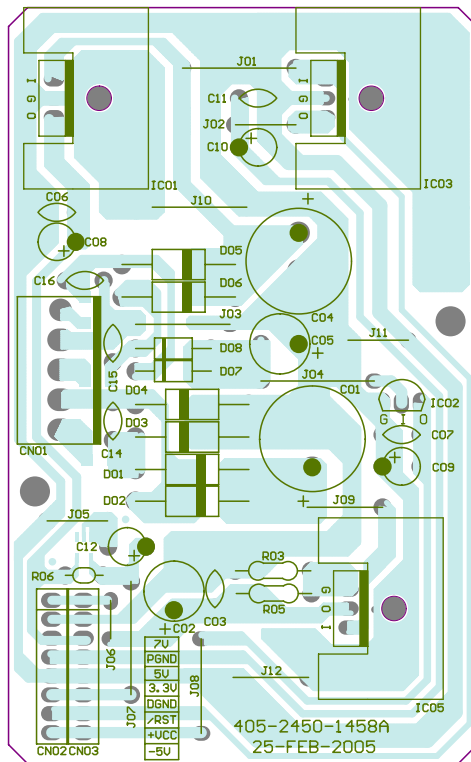 J01
I G O
C11
I G O
J02
C10
IC01
IC03
C06
J10
C08
D05
C16
D06
J03
C04
C05
J11
D08
D07
C15
J04
D04
C01
IC02
G I O
D03
C07
CN01
C14
D01
C09
D02
J09
J05
C12
R03
R06
G O I
R05
C03
C02
J06
7V
PGND
5V
3.3V
DGND
/RST
+VCC
-5V
J07
J08
J12
IC05
405-2450-1458A
25-FEB-2005
CN02 CN03